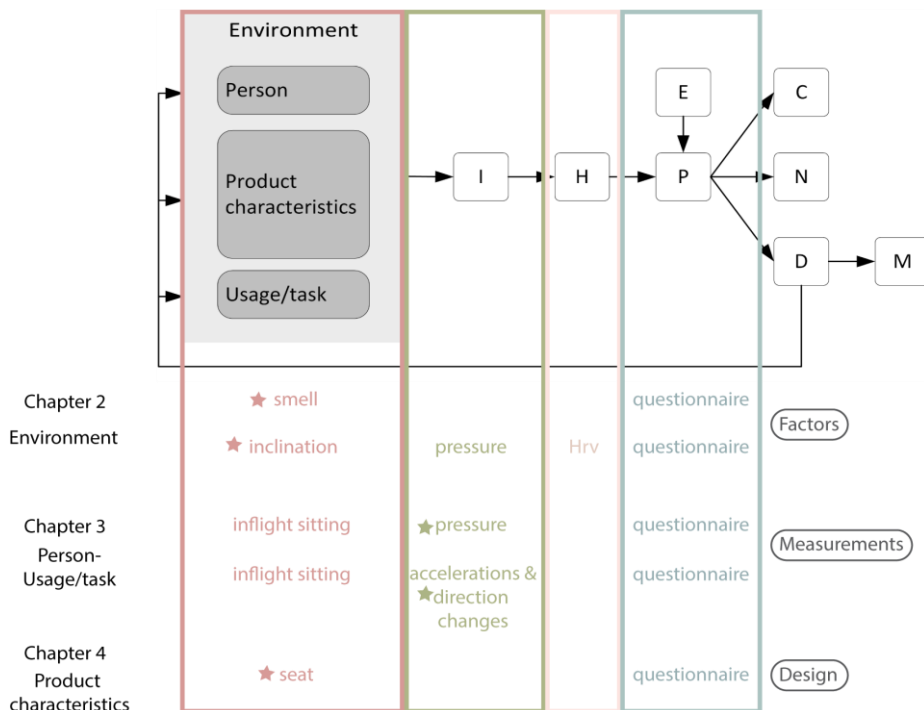 Environment
Person
E
C
Product
characteristics
I
H
P
N
D
M
Usage/task
Chapter 2
smell
questionnaire
Factors
Environment
inclination
pressure
Hrv
questionnaire
Chapter 3
inflight sitting
pressure
questionnaire
Measurements
Person-
Usage/task
inflight sitting
accelerations &
direction
changes
questionnaire
Chapter 4
Product
characteristics
seat
questionnaire
Design